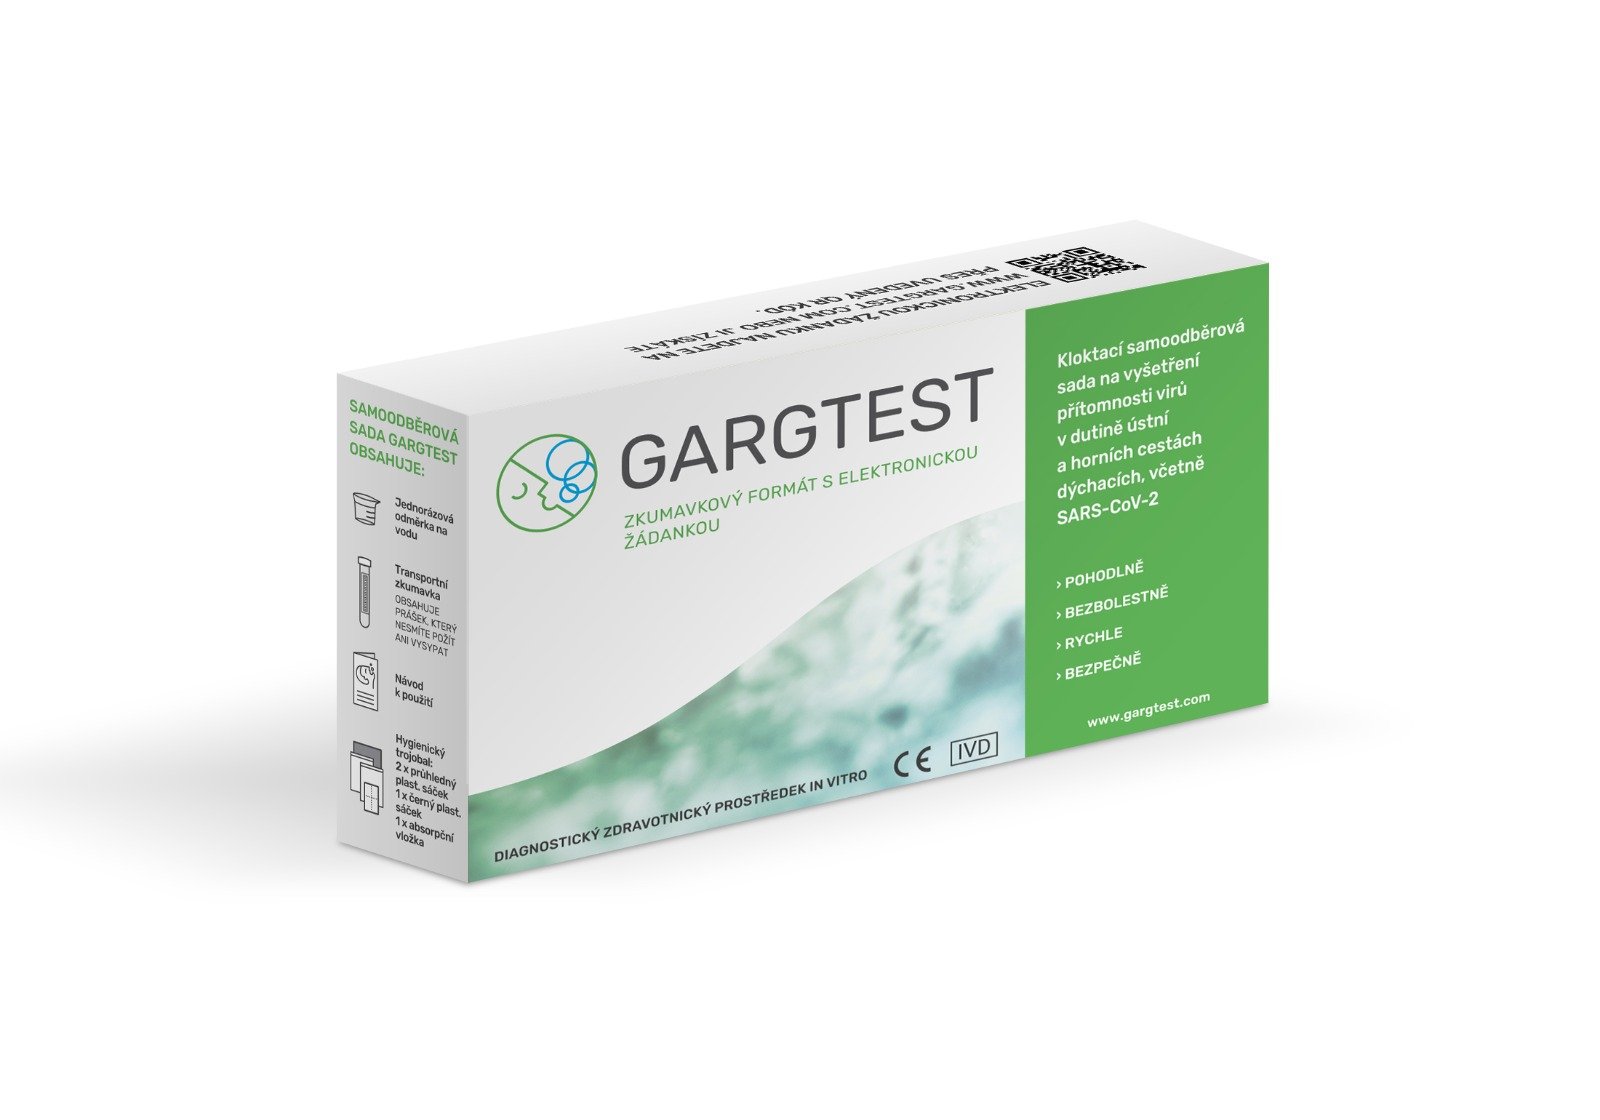 ELEKTRONICKOU ŽÁDANKU NAJDETE NA
WWW.GARGTEST.COM NEBO JI ZÍSKÁTE
PŘES UVEDENÝ QR KÓD.
SAMOODBĚROVÁ
SADA GARGTEST
OBSAHUJE:
Jednorázová
odměrka na
vodu
Transportní
zkumavka
OBSAHUJE
PRÁŠEK, KTERÝ
NESMÍTE POŽÍT
ANI VYSYPAT
Návod
k použití
Hygienický
trojobal:
2 x průhledný
plast. sáček
1 x černý plast.
sáček
1 x absorpční
vložka
GARGTEST
ZKUMAVKOVÝ FORMÁT S ELEKTRONICKOU
ŽÁDANKOU
DIAGNOSTICKÝ ZDRAVOTNICKÝ PROSTŘEDEK IN VITRO
CE
IVD
Kloktací samoodběrová
sada na vyšetření
přítomnosti virů
v dutině ústní
a horních cestách
dýchacích, včetně
SARS-CoV-2
› POHODLNĚ
› BEZBOLESTNĚ
› RYCHLE
› BEZPEČNĚ
www.gargtest.com